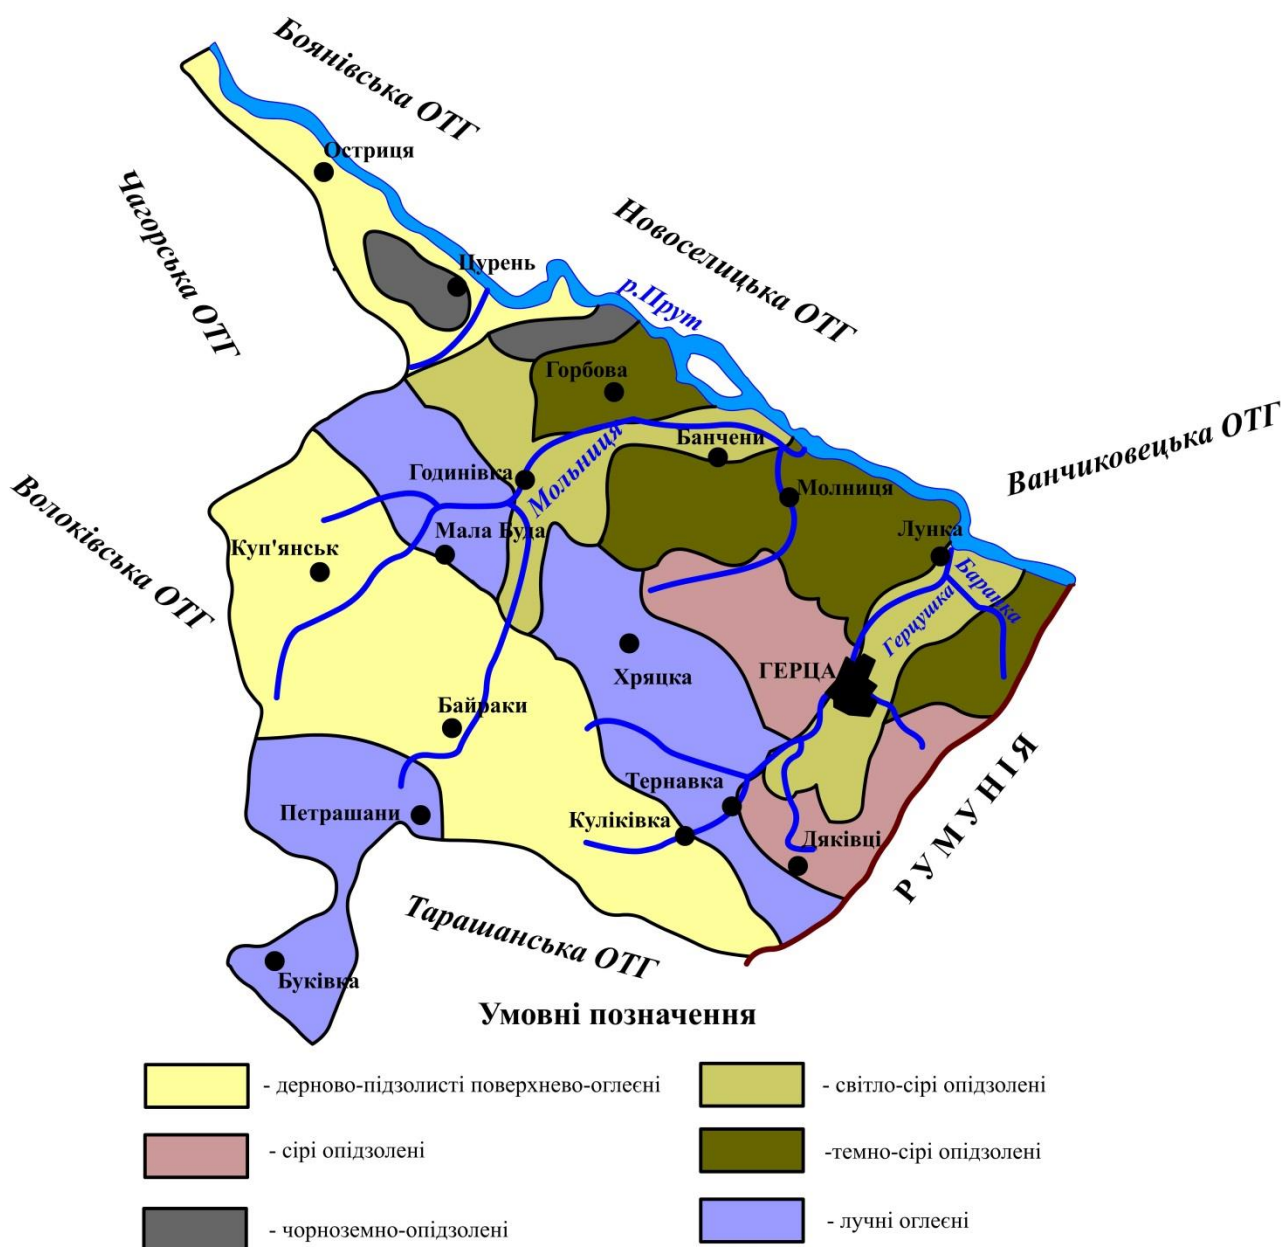 Боянівська ОТГ
Остриця
Чагорська ОТГ
Новоселицька ОТГ
Цурень
р.Прут
Горбова
Ванчиковецька ОТГ
Банчени
Мольниця
Годинівка
Молниця
Волоківська ОТГ
Мала Буда
Лунка
Куп'янськ
Баранка
Герцушка
Хряцка
ГЕРЦА
Байраки
РУМУНІЯ
Тернавка
Петрашани
Куліківка
Дяківці
Тарашанська ОТГ
Буківка
Умовні позначення
- дерново-підзолисті поверхнево-оглеєні
- світло-сірі опідзолені
- сірі опідзолені
-темно-сірі опідзолені
- чорноземно-опідзолені
- лучні оглеєні